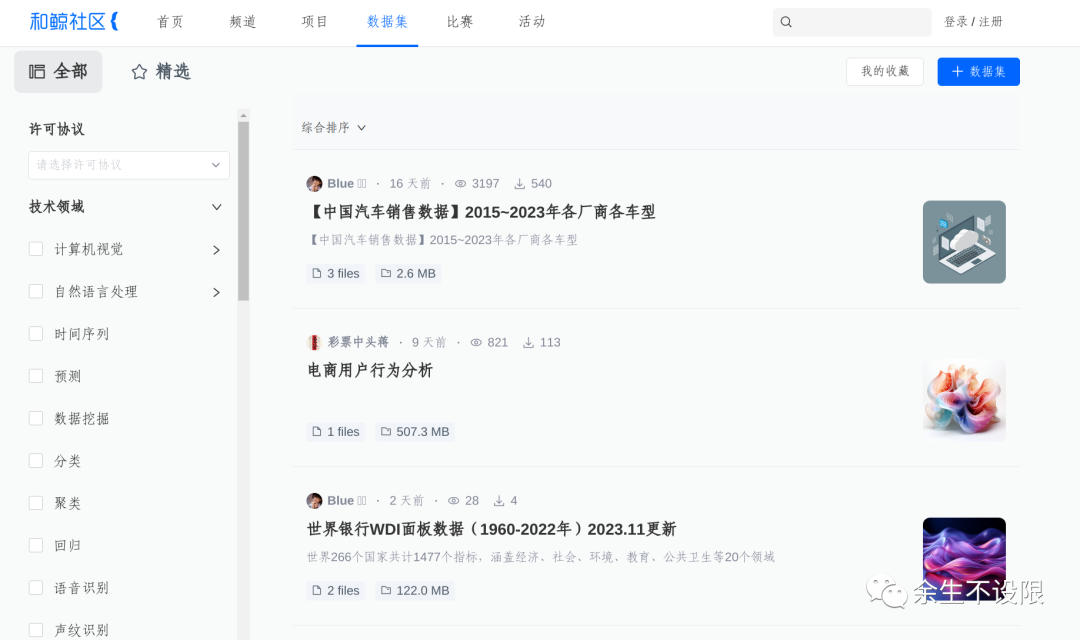 和鲸社区
首页 频道 项目 数据集 比赛 活动 登录 / 注册
全部 精选 我的收藏 数据集
许可协议
请选择许可协议
技术领域
计算机视觉
自然语言处理
时间序列
预测
数据挖掘
分类
聚类
回归
语音识别
声纹识别
综合排序
Blue · 16 天前 · 3197 540
【中国汽车销售数据】2015~2023年各厂商各车型
【中国汽车销售数据】2015~2023年各厂商各车型
3 files 2.6 MB
彩票中头蒋 · 9 天前 · 821 113
电商用户行为分析
1 files 507.3 MB
Blue · 2 天前 · 28 4
世界银行WDI面板数据（1960-2022年）2023.11更新
世界266个国家共计1477个指标，涵盖经济、社会、环境、教育、公共卫生等20个领域
2 files 122.0 MB
余生不设限